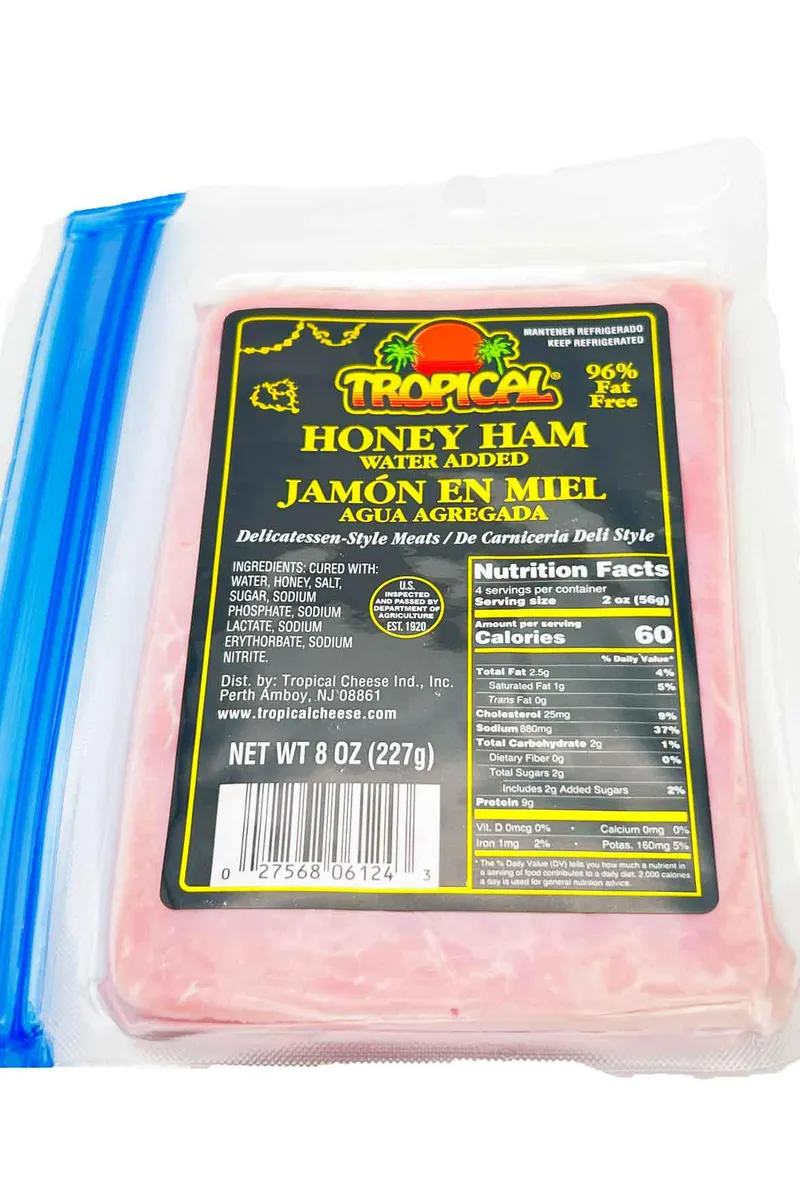 MANTENER REFRIGERADO
KEEP REFRIGERATED
TROPICAL®
96%
Fat
Free
HONEY HAM
WATER ADDED
JAMÓN EN MIEL
AGUA AGREGADA
Delicatessen-Style Meats / De Carniceria Deli Style
INGREDIENTS: CURED WITH:
WATER, HONEY, SALT,
SUGAR, SODIUM
PHOSPHATE, SODIUM
LACTATE, SODIUM
ERYTHORBATE, SODIUM
NITRITE.
U.S.
INSPECTED
AND PASSED BY
DEPARTMENT OF
AGRICULTURE
EST. 1920
Dist. by: Tropical Cheese Ind., Inc.
Perth Amboy, NJ 08861
www.tropicalcheese.com
NET WT 8 OZ (227g)
0 27568 06124 3
Nutrition Facts
4 servings per container
Serving size 2 oz (56g)
Amount per serving
Calories 60
% Daily Value*
Total Fat 2.5g 4%
Saturated Fat 1g 5%
Trans Fat 0g
Cholesterol 25mg 9%
Sodium 880mg 37%
Total Carbohydrate 2g 1%
Dietary Fiber 0g 0%
Total Sugars 2g
Includes 2g Added Sugars 2%
Protein 9g
Vit. D 0mcg 0% • Calcium 0mg 0%
Iron 1mg 2% • Potas. 160mg 5%
* The % Daily Value (DV) tells you how much a nutrient in
a serving of food contributes to a daily diet. 2,000 calories
a day is used for general nutrition advice.